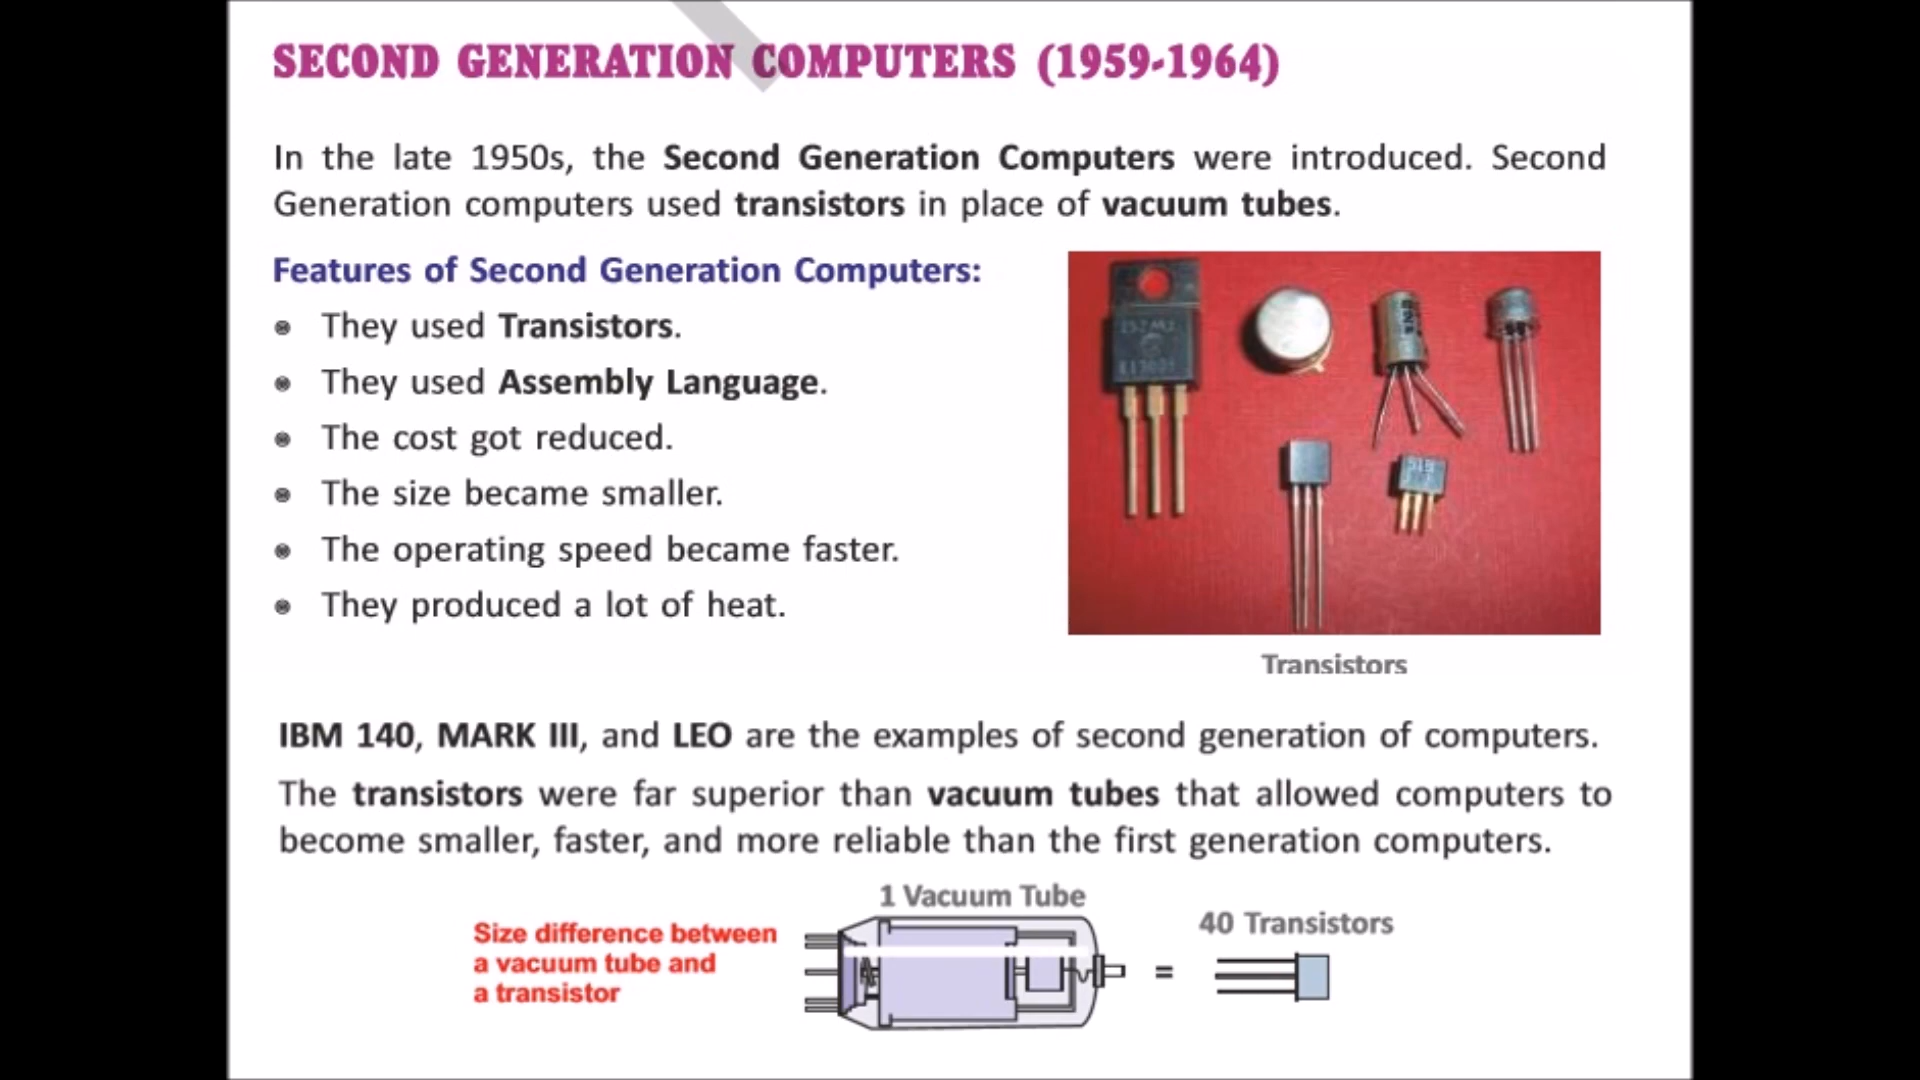 SECOND GENERATION COMPUTERS (1959-1964)
In the late 1950s, the Second Generation Computers were introduced. Second
Generation computers used transistors in place of vacuum tubes.
Features of Second Generation Computers:
They used Transistors.
They used Assembly Language.
The cost got reduced.
The size became smaller.
The operating speed became faster.
They produced a lot of heat.
Transistors
IBM 140, MARK III, and LEO are the examples of second generation of computers.
The transistors were far superior than vacuum tubes that allowed computers to
become smaller, faster, and more reliable than the first generation computers.
1 Vacuum Tube
40 Transistors
Size difference between
a vacuum tube and
a transistor
=